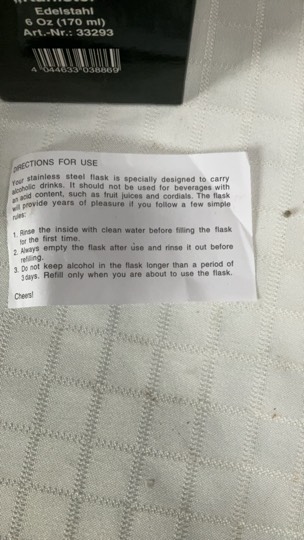 Edelstahl
6 Oz (170 ml)
Art.-Nr.: 33293
4 044633 038869
DIRECTIONS FOR USE
Your stainless steel flask is specially designed to carry
alcoholic drinks. It should not be used for beverages with
an acid content, such as fruit juices and cordials. The flask
will provide years of pleasure if you follow a few simple
rules:
1. Rinse the inside with clean water before filling the flask
for the first time.
2. Always empty the flask after use and rinse it out before
refilling.
3. Do not keep alcohol in the flask longer than a period of
3 days. Refill only when you are about to use the flask.
Cheers!